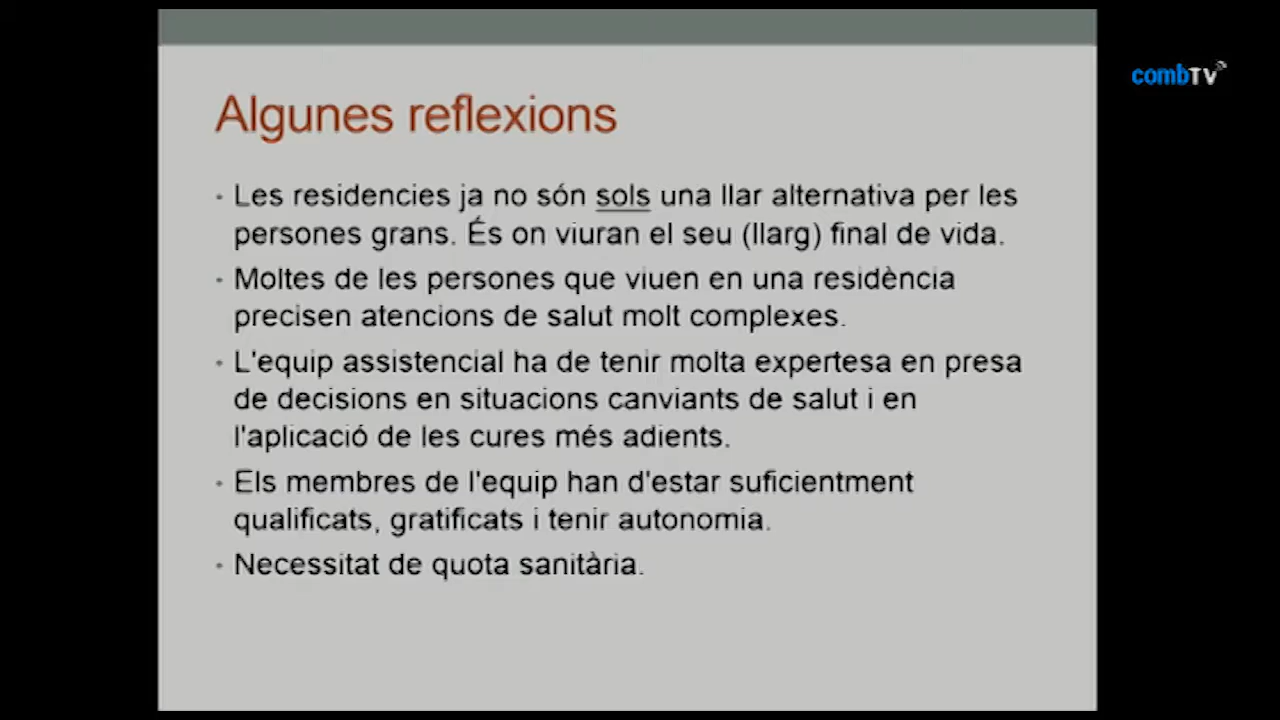 combTV
Algunes reflexions
• Les residencies ja no són sols una llar alternativa per les
persones grans. És on viuran el seu (llarg) final de vida.
• Moltes de les persones que viuen en una residència
precisen atencions de salut molt complexes.
• L'equip assistencial ha de tenir molta expertesa en presa
de decisions en situacions canviants de salut i en
l'aplicació de les cures més adients.
• Els membres de l'equip han d'estar suficientment
qualificats, gratificats i tenir autonomia.
• Necessitat de quota sanitària.